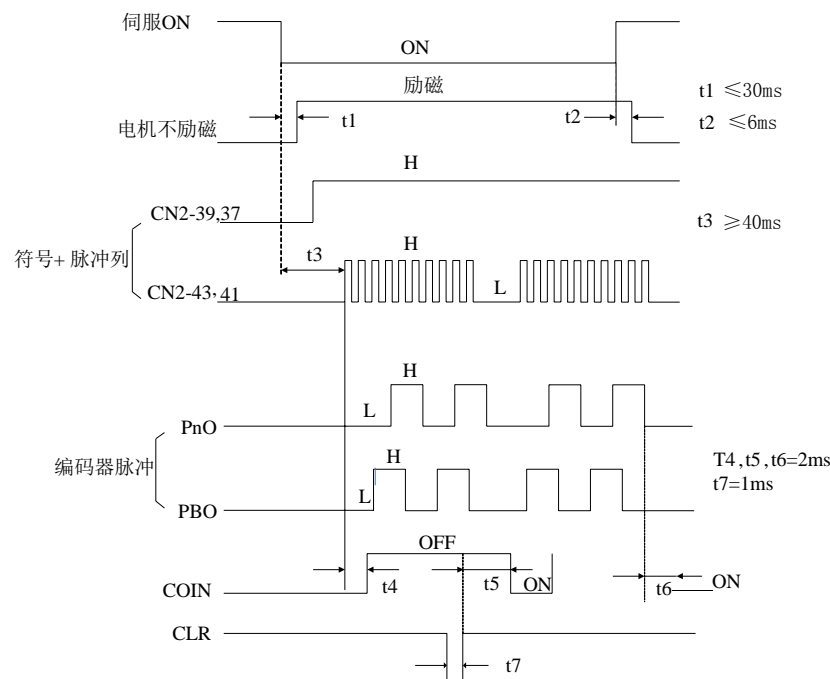 伺服ON
ON
励磁
t1 ≤30ms
电机不励磁
t1
t2
t2 ≤6ms
H
CN2-39,37
t3 ≥40ms
符号+脉冲列
t3
H
CN2-43,41
L
H
L
PnO
编码器脉冲
H
T4,t5,t6=2ms
L
t7=1ms
PBO
OFF
COIN
t4
t5
ON
t6
ON
CLR
t7